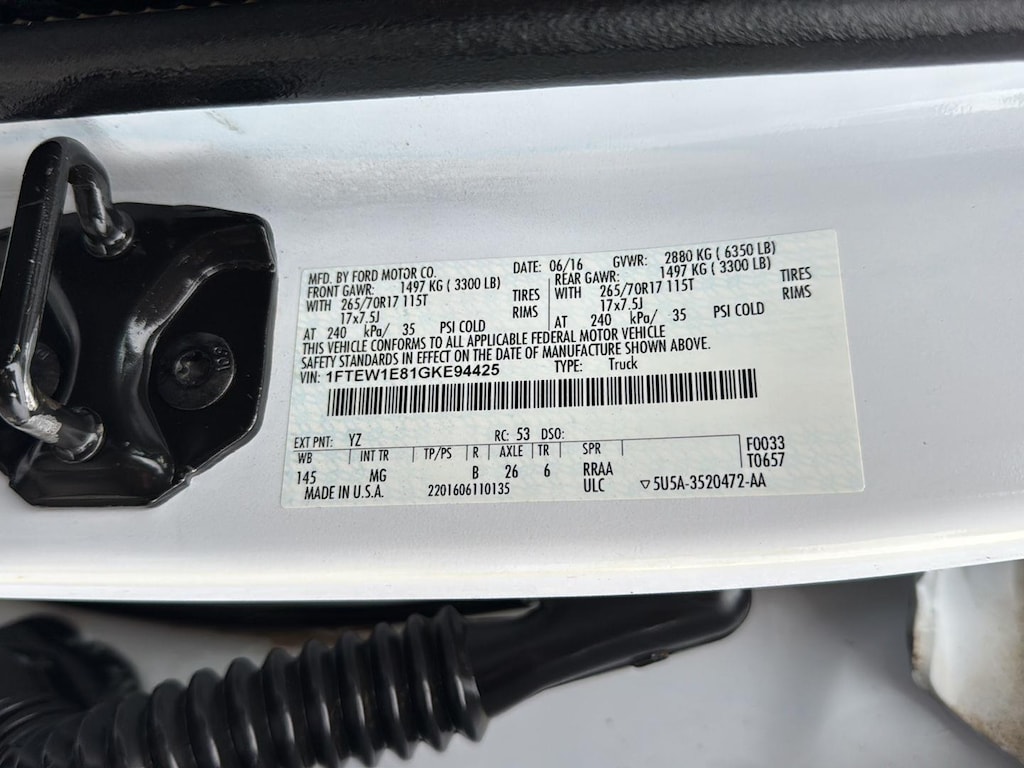 MFD. BY FORD MOTOR CO. DATE: 06/16 GVWR: 2880 KG ( 6350 LB)
FRONT GAWR: 1497 KG ( 3300 LB) REAR GAWR: 1497 KG ( 3300 LB)
WITH 265/70R17 115T TIRES WITH 265/70R17 115T TIRES
17x7.5J RIMS 17x7.5J RIMS
AT 240 kPa/ 35 PSI COLD AT 240 kPa/ 35 PSI COLD
THIS VEHICLE CONFORMS TO ALL APPLICABLE FEDERAL MOTOR VEHICLE
SAFETY STANDARDS IN EFFECT ON THE DATE OF MANUFACTURE SHOWN ABOVE.
VIN: 1FTEW1E81GKE94425 TYPE: Truck
EXT PNT: YZ RC: 53 DSO: F0033
WB INT TR TP/PS R AXLE TR SPR T0657
145 MG B 26 6 RRAA
MADE IN U.S.A. 2201606110135 ULC ▽5U5A-3520472-AA